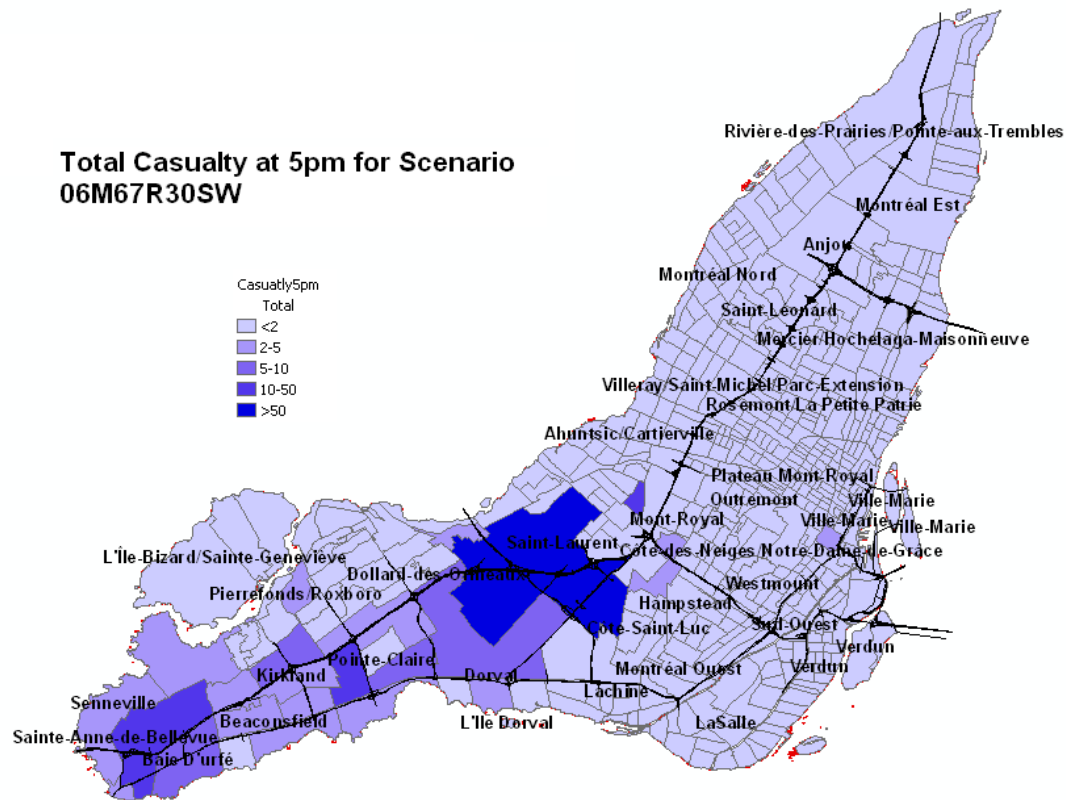 Rivière-des-Prairies/Pointe-aux-Trembles
Total Casualty at 5pm for Scenario
06M67R30SW
Montréal Est
Anjou
Montréal Nord
Casuatly5pm
Total
<2
2-5
5-10
10-50
>50
Saint-Léonard
Mercier/Hochelaga-Maisonneuve
Villeray/Saint-Michel/Parc-Extension
Rosemont/La Petite Patrie
Ahuntsic/Cartierville
Plateau Mont-Royal
Outremont
Ville-Marie
Mont-Royal
Ville-Marie
Ville-Marie
Saint-Laurent
Côte-des-Neiges/Notre-Dame-de-Grâce
L'Île-Bizard/Sainte-Geneviève
Dollard-des-Ormeaux
Westmount
Pierrefonds/Roxboro
Hampstead
Côte-Saint-Luc
Sud-Ouest
Verdun
Pointe-Claire
Verdun
Montréal Ouest
Kirkland
Dorval
Lachine
Senneville
Beaconsfield
L'Ile Dorval
LaSalle
Sainte-Anne-de-Bellevue
Baie D'urfé